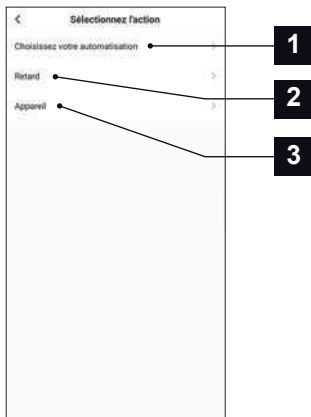 Sélectionnez l'action
Choisissez votre automatisation
1
Retard
2
Appareil
3